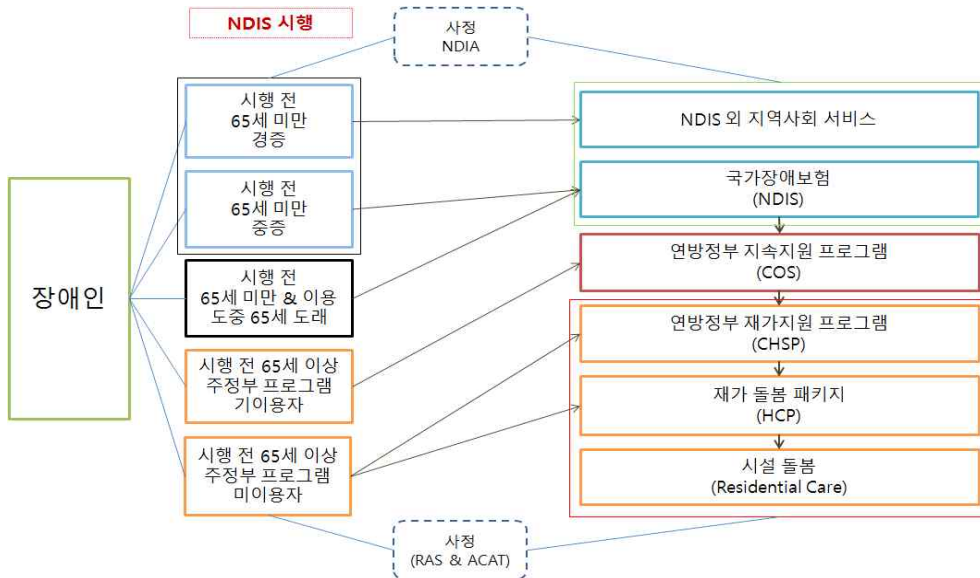 NDIS 시행
사정
NDIA
장애인
시행 전
65세 미만
경증
시행 전
65세 미만
중증
시행 전
65세 미만 & 이용
도중 65세 도래
시행 전 65세 이상
주정부 프로그램
기이용자
시행 전 65세 이상
주정부 프로그램
미이용자
NDIS 외 지역사회 서비스
국가장애보험
(NDIS)
연방정부 지속지원 프로그램
(COS)
연방정부 재가지원 프로그램
(CHSP)
재가 돌봄 패키지
(HCP)
시설 돌봄
(Residential Care)
사정
(RAS & ACAT)